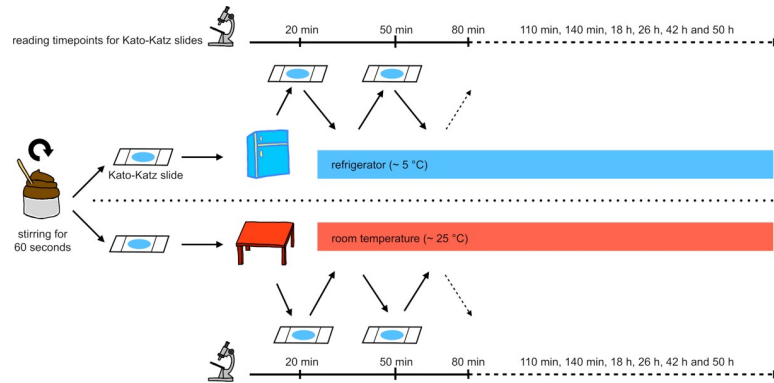 20 min
50 min
80 min
110 min, 140 min, 18 h, 26 h, 42 h and 50 h
reading timepoints for Kato-Katz slides
refrigerator (~ 5 °C)
Kato-Katz slide
stirring for
60 seconds
room temperature (~ 25 °C)
20 min
50 min
80 min
110 min, 140 min, 18 h, 26 h, 42 h and 50 h